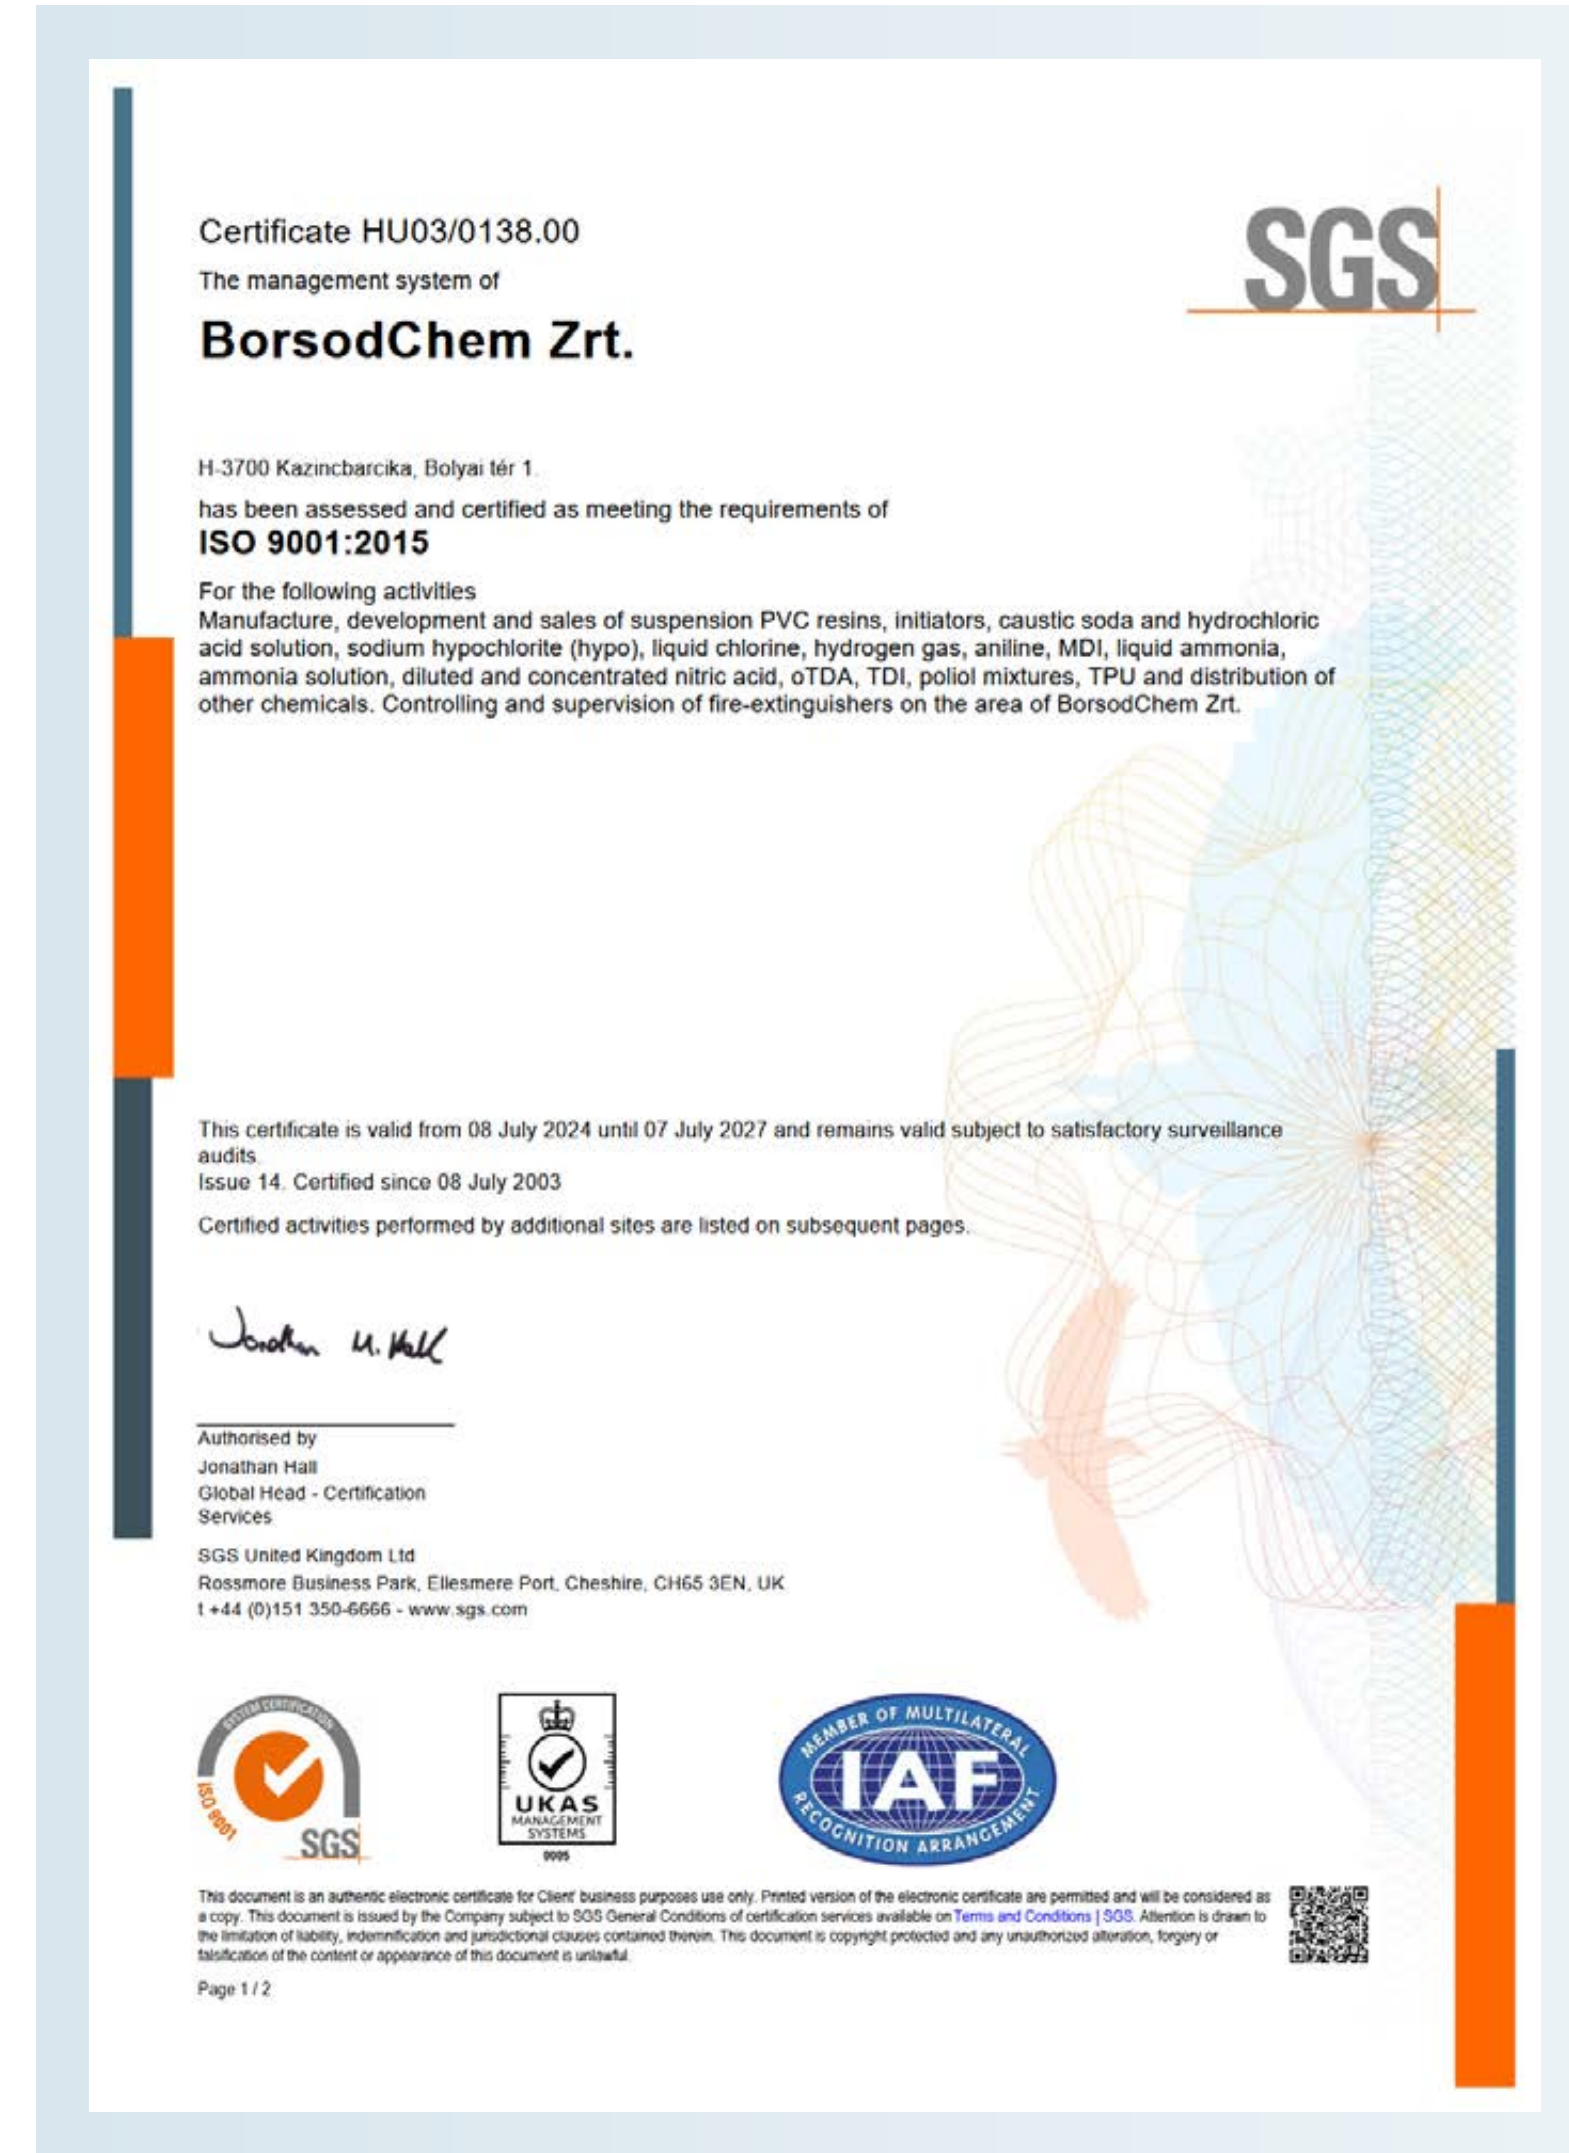 Certificate HU03/0138.00
SGS
The management system of
BorsodChem Zrt.
H-3700 Kazincbarcika, Bolyai tér 1.
has been assessed and certified as meeting the requirements of
ISO 9001:2015
For the following activities
Manufacture, development and sales of suspension PVC resins, initiators, caustic soda and hydrochloric
acid solution, sodium hypochlorite (hypo), liquid chlorine, hydrogen gas, aniline, MDI, liquid ammonia,
ammonia solution, diluted and concentrated nitric acid, oTDA, TDI, poliol mixtures, TPU and distribution of
other chemicals. Controlling and supervision of fire-extinguishers on the area of BorsodChem Zrt.
This certificate is valid from 08 July 2024 until 07 July 2027 and remains valid subject to satisfactory surveillance
audits.
Issue 14. Certified since 08 July 2003
Certified activities performed by additional sites are listed on subsequent pages.
Jonathan M. Hall
Authorised by
Jonathan Hall
Global Head - Certification
Services
SGS United Kingdom Ltd
Rossmore Business Park, Ellesmere Port, Cheshire, CH65 3EN, UK
t +44 (0)151 350-6666 - www.sgs.com
SYSTEM CERTIFICATION
ISO 9001
SGS
UKAS
MANAGEMENT
SYSTEMS
0005
MEMBER OF MULTILATERAL
IAF
RECOGNITION ARRANGEMENT
This document is an authentic electronic certificate for Client' business purposes use only. Printed version of the electronic certificate are permitted and will be considered as
a copy. This document is issued by the Company subject to SGS General Conditions of certification services available on Terms and Conditions | SGS. Attention is drawn to
the limitation of liability, indemnification and jurisdictional clauses contained therein. This document is copyright protected and any unauthorized alteration, forgery or
falsification of the content or appearance of this document is unlawful.
Page 1 / 2